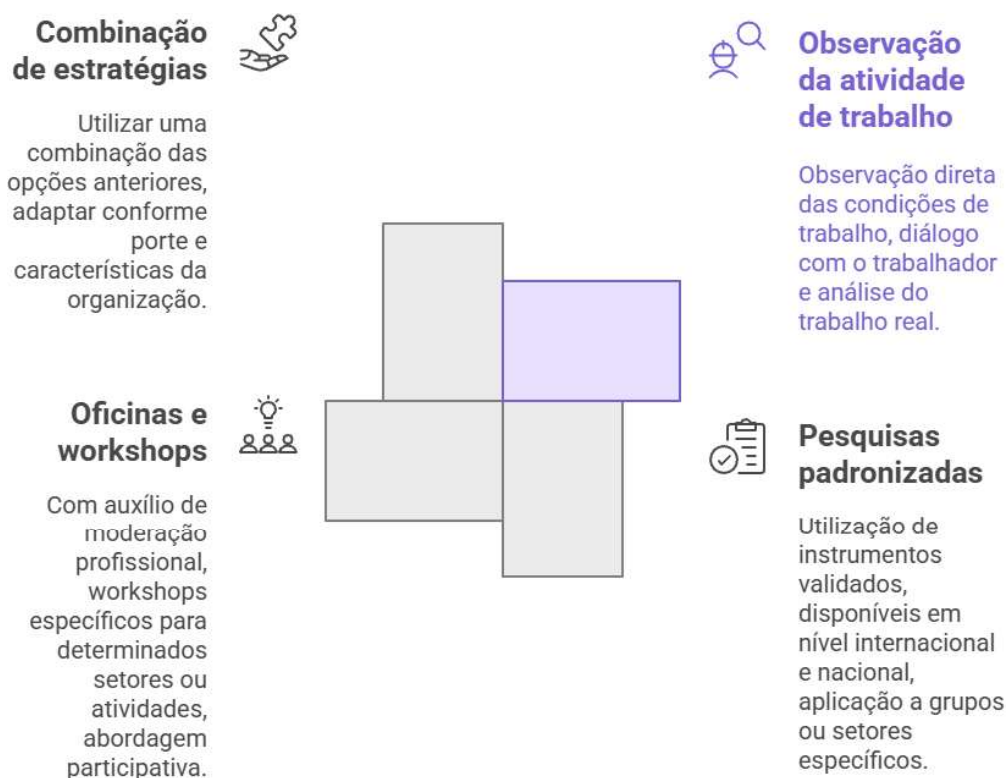 Combinação
de estratégias
Utilizar uma
combinação das
opções anteriores,
adaptar conforme
porte e
características da
organização.
Observação
da atividade
de trabalho
Observação direta
das condições de
trabalho, diálogo
com o trabalhador
e análise do
trabalho real.
Oficinas e
workshops
Com auxílio de
moderação
profissional,
workshops
específicos para
determinados
setores ou
atividades,
abordagem
participativa.
Pesquisas
padronizadas
Utilização de
instrumentos
validados,
disponíveis em
nível internacional
e nacional,
aplicação a grupos
ou setores
específicos.